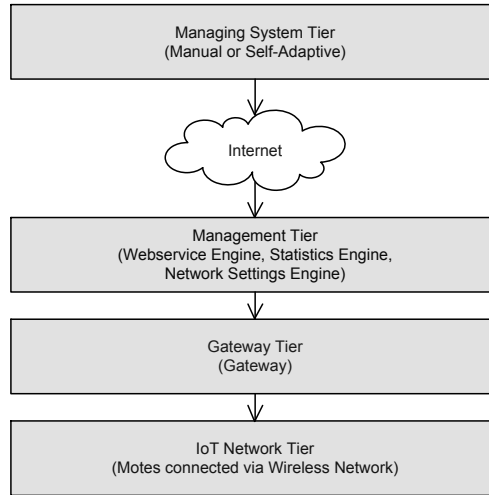 Managing System Tier
(Manual or Self-Adaptive)
Internet
Management Tier
(Webservice Engine, Statistics Engine,
Network Settings Engine)
Gateway Tier
(Gateway)
IoT Network Tier
(Motes connected via Wireless Network)